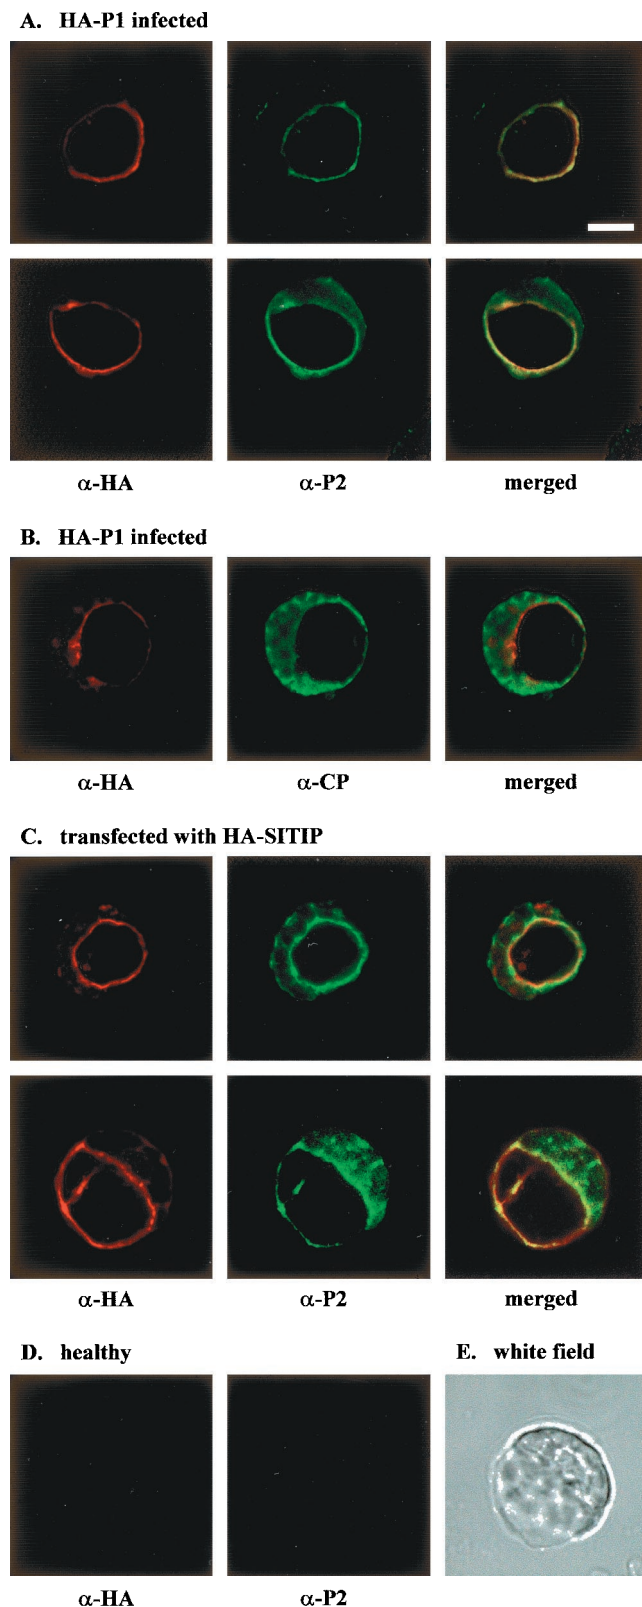 A. HA-P1 infected
α-HA α-P2 merged
B. HA-P1 infected
α-HA α-CP merged
C. transfected with HA-SITIP
α-HA α-P2 merged
D. healthy E. white field
α-HA α-P2